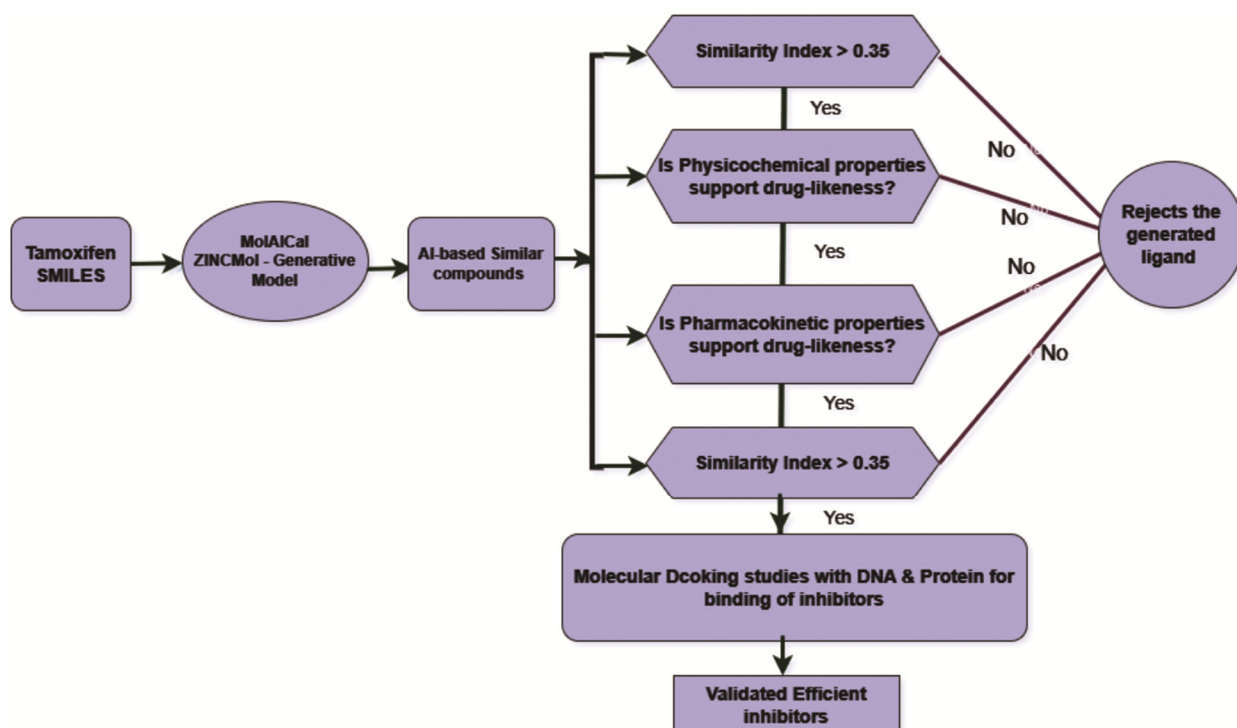 Similarity Index > 0.35
Yes
No
Is Physicochemical properties
support drug-likeness?
No
Rejects the
generated
ligand
Tamoxifen
SMILES
MolAICal
ZINCMol - Generative
Model
AI-based Similar
compounds
Yes
No
Is Pharmacokinetic properties
support drug-likeness?
No
Yes
Similarity Index > 0.35
Yes
Molecular Dcoking studies with DNA & Protein for
binding of inhibitors
Validated Efficient
inhibitors